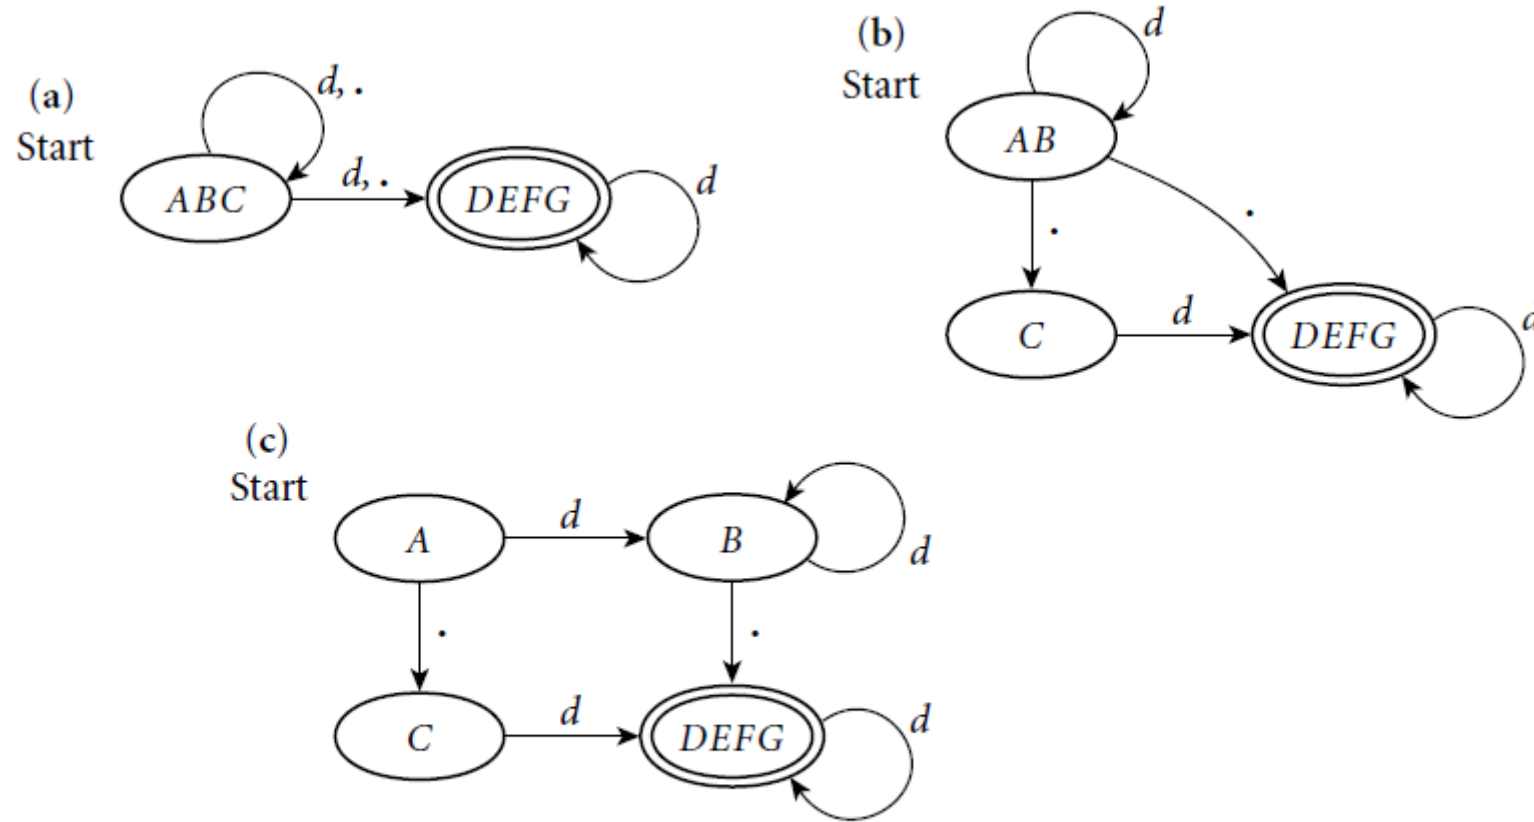 (a)
Start
d, .
ABC
d, .
DEFG
d
(b)
Start
d
AB
.
.
C
d
DEFG
d
(c)
Start
A
d
B
d
.
.
C
d
DEFG
d